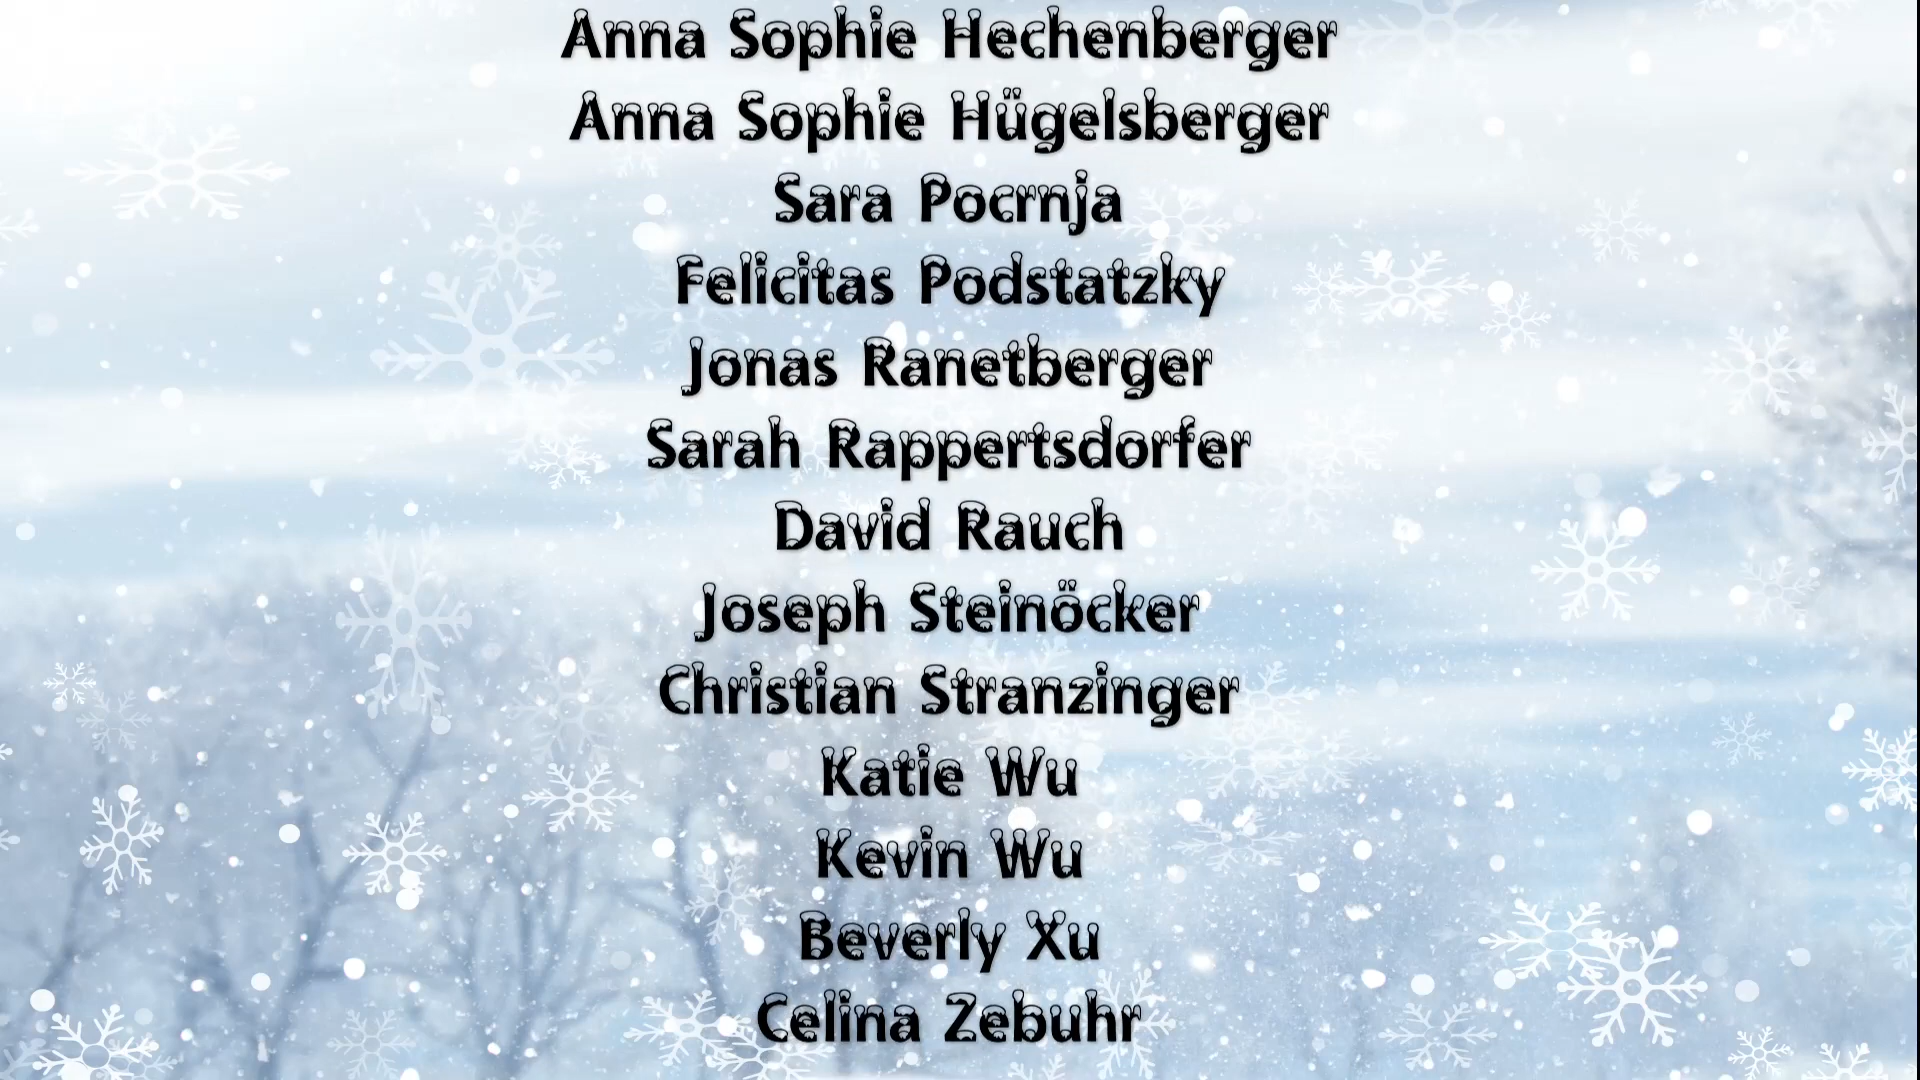 Anna Sophie Hechenberger
Anna Sophie Hügelsberger
Sara Pocrnja
Felicitas Podstatzky
Jonas Ranetberger
Sarah Rappertsdorfer
David Rauch
Joseph Steinöcker
Christian Stranzinger
Katie Wu
Kevin Wu
Beverly Xu
Celina Zebuhr